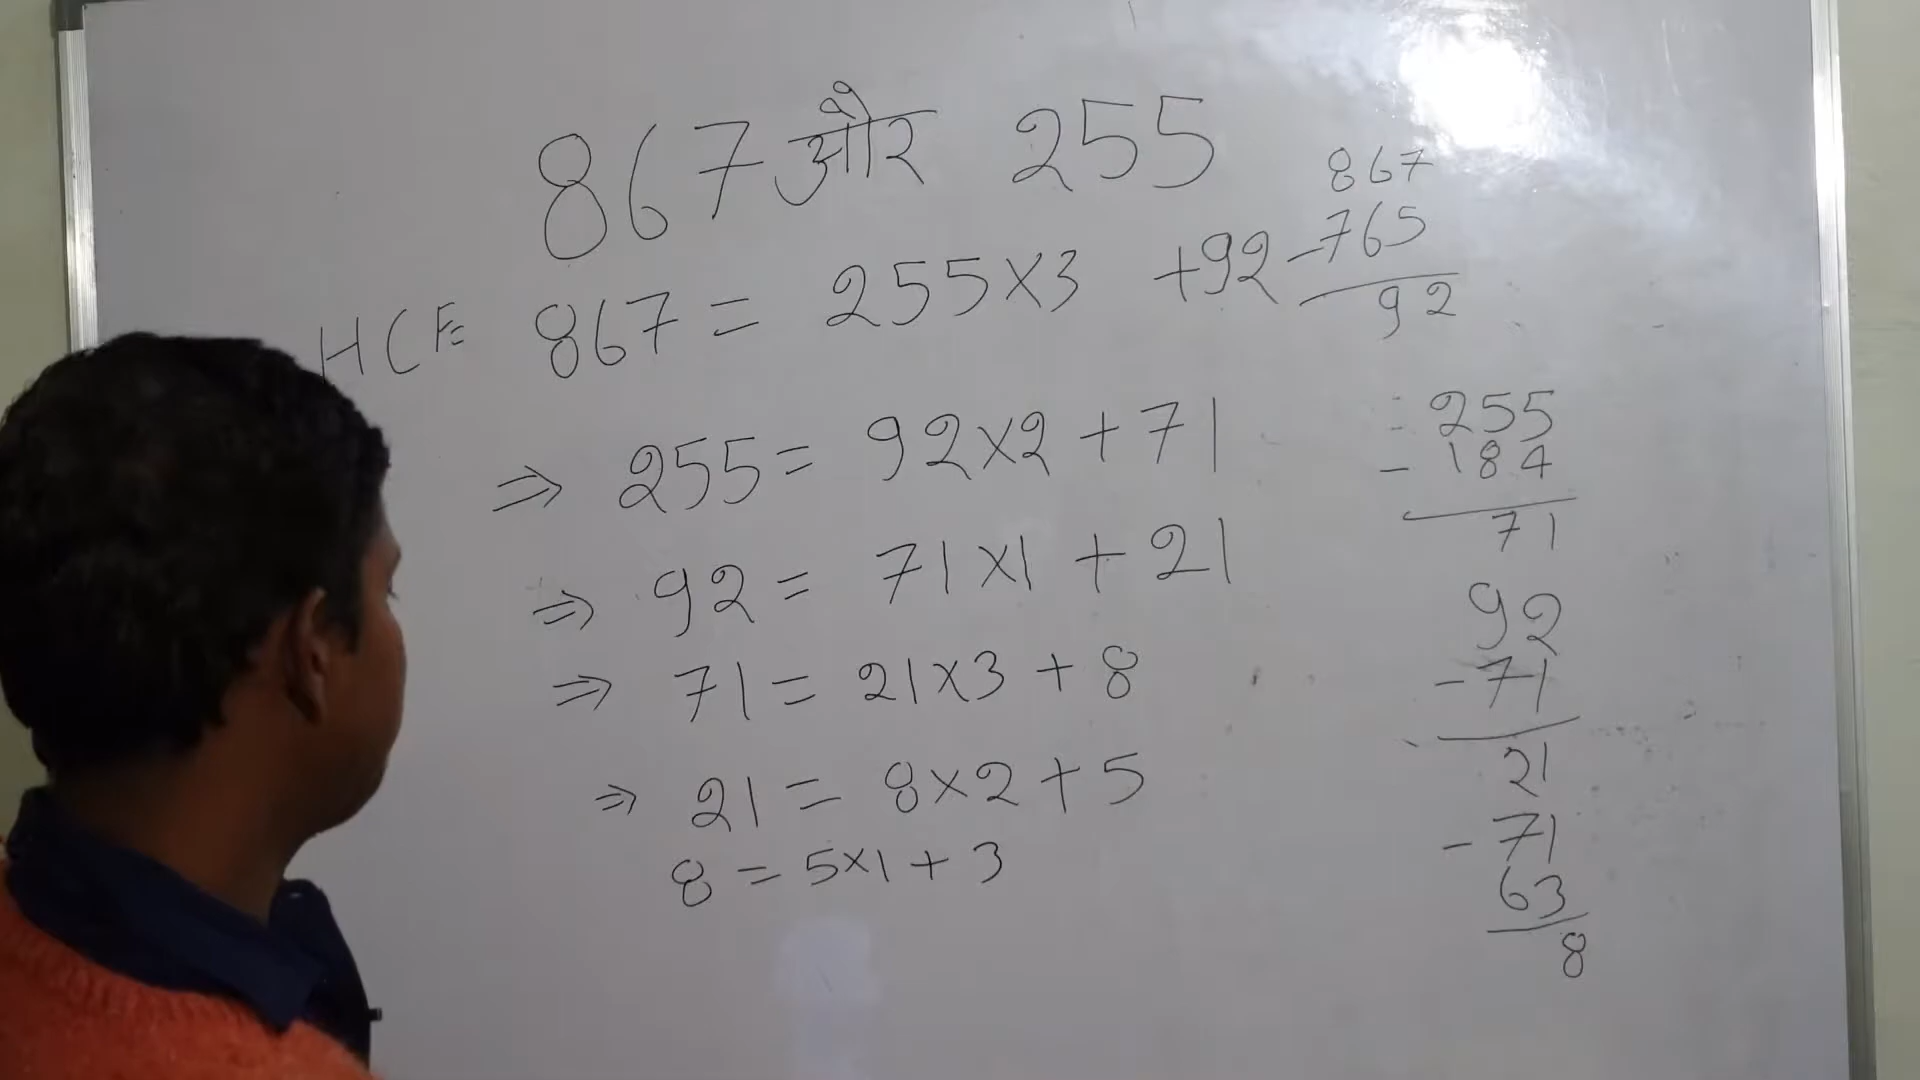 867 और 255
HCF= 867 = 255×3 +92
⇒ 255 = 92×2 + 71
⇒ 92 = 71×1 + 21
⇒ 71 = 21×3 + 8
⇒ 21 = 8×2 + 5
8 = 5×1 + 3
867
-765
92
= 255
- 184
71
92
-71
21
- 71
63
8